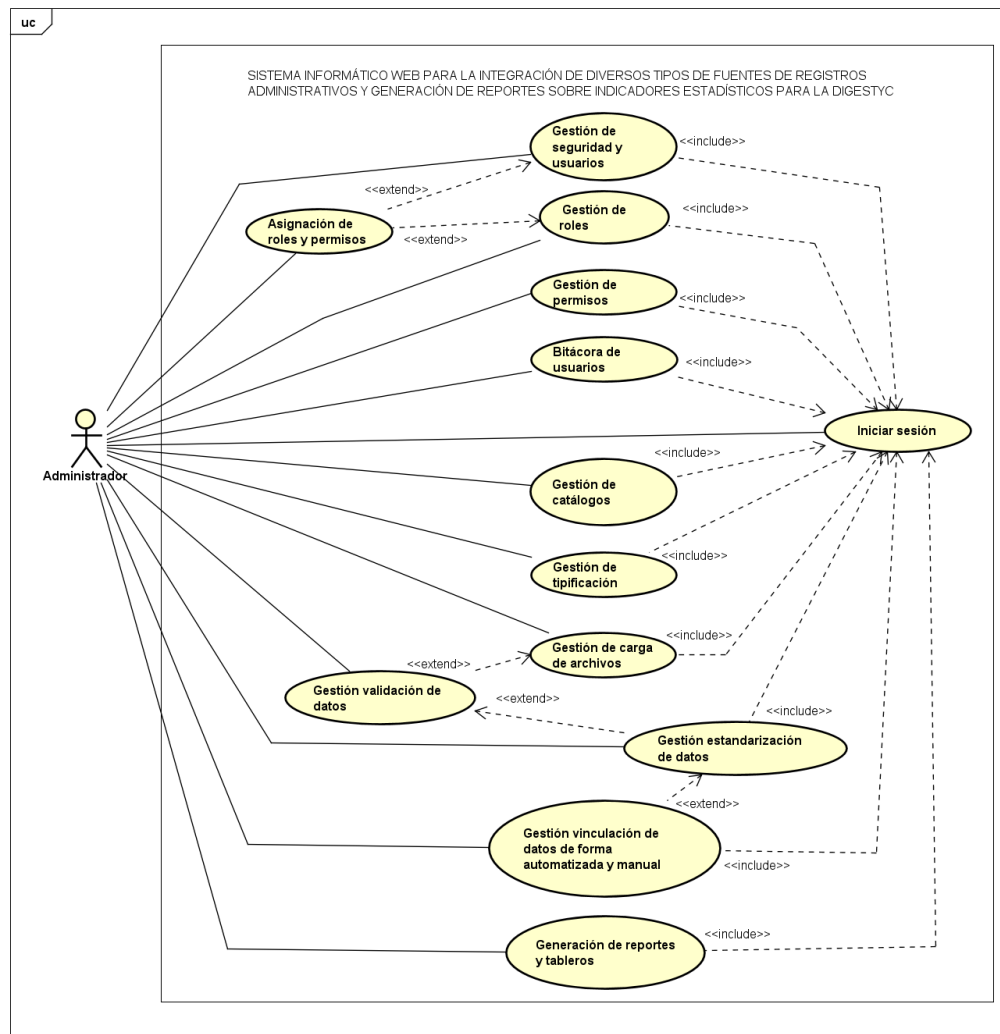 uc
SISTEMA INFORMÁTICO WEB PARA LA INTEGRACIÓN DE DIVERSOS TIPOS DE FUENTES DE REGISTROS
ADMINISTRATIVOS Y GENERACIÓN DE REPORTES SOBRE INDICADORES ESTADÍSTICOS PARA LA DIGESTYC
Gestión de
seguridad y
usuarios
<<include>>
<<extend>>
Asignación de
roles y permisos
<<extend>>
Gestión de
roles
<<include>>
Gestión de
permisos
<<include>>
Bitácora de
usuarios
<<include>>
Iniciar sesión
Administrador
Gestión de
catálogos
<<include>>
Gestión de
tipificación
<<include>>
Gestión de carga
de archivos
<<include>>
<<extend>>
Gestión validación de
datos
<<extend>>
<<include>>
Gestión estandarización
de datos
<<extend>>
Gestión vinculación de
datos de forma
automatizada y manual
<<include>>
Generación de reportes
y tableros
<<include>>